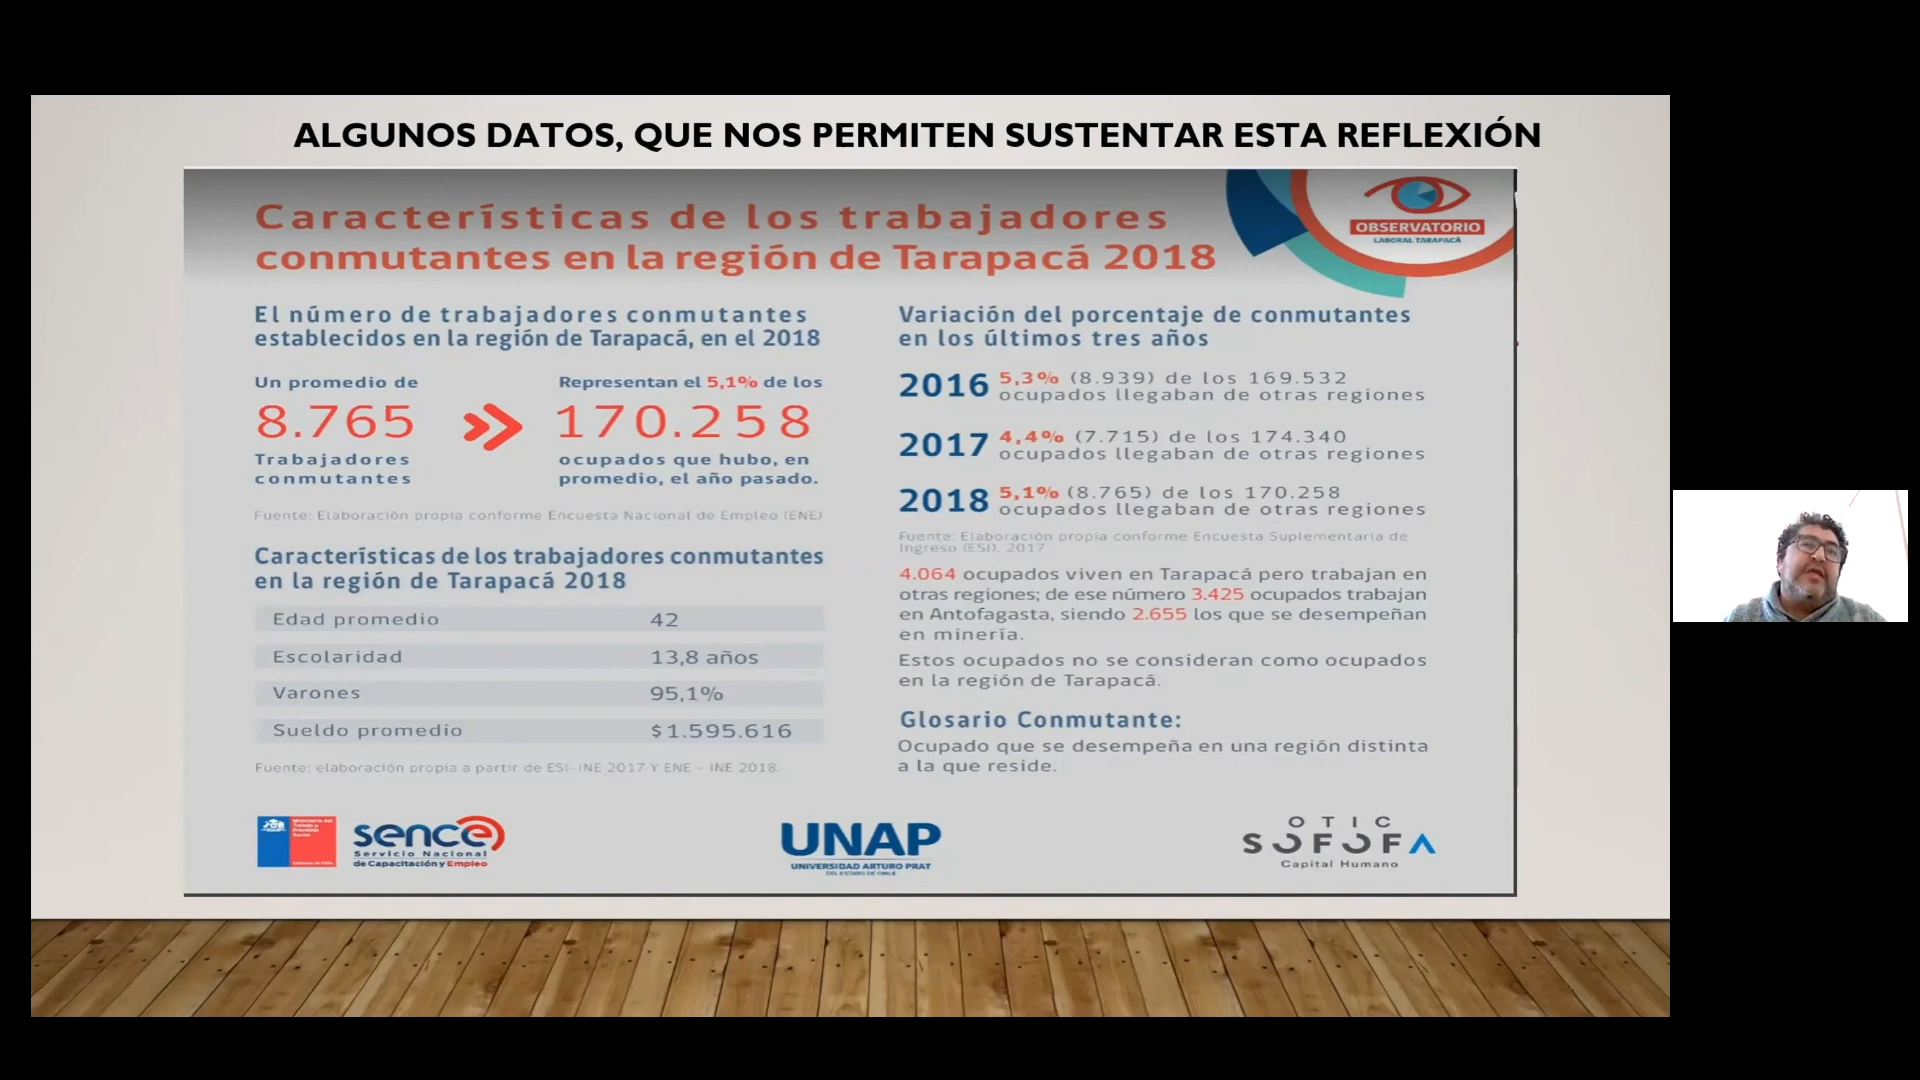 ALGUNOS DATOS, QUE NOS PERMITEN SUSTENTAR ESTA REFLEXIÓN
Características de los trabajadores
conmutantes en la región de Tarapacá 2018
OBSERVATORIO
LABORAL TARAPACÁ
El número de trabajadores conmutantes
establecidos en la región de Tarapacá, en el 2018
Un promedio de
8.765
Trabajadores
conmutantes
Representan el 5,1% de los
170.258
ocupados que hubo, en
promedio, el año pasado.
Fuente: Elaboración propia conforme Encuesta Nacional de Empleo (ENE)
Características de los trabajadores conmutantes
en la región de Tarapacá 2018
Edad promedio 42
Escolaridad 13,8 años
Varones 95,1%
Sueldo promedio $1.595.616
Fuente: elaboración propia a partir de ESI-INE 2017 Y ENE - INE 2018.
Variación del porcentaje de conmutantes
en los últimos tres años
2016 5,3% (8.939) de los 169.532
ocupados llegaban de otras regiones
2017 4,4% (7.715) de los 174.340
ocupados llegaban de otras regiones
2018 5,1% (8.765) de los 170.258
ocupados llegaban de otras regiones
Fuente: Elaboración propia conforme Encuesta Suplementaria de
Ingreso (ESI), 2017
4.064 ocupados viven en Tarapacá pero trabajan en
otras regiones; de ese número 3.425 ocupados trabajan
en Antofagasta, siendo 2.655 los que se desempeñan
en minería.
Estos ocupados no se consideran como ocupados
en la región de Tarapacá.
Glosario Conmutante:
Ocupado que se desempeña en una región distinta
a la que reside.
Ministerio del
Trabajo y
Previsión
Social
Gobierno de Chile
sence
Servicio Nacional
de Capacitación y Empleo
UNAP
UNIVERSIDAD ARTURO PRAT
DEL ESTADO DE CHILE
OTIC
SOFOFA
Capital Humano